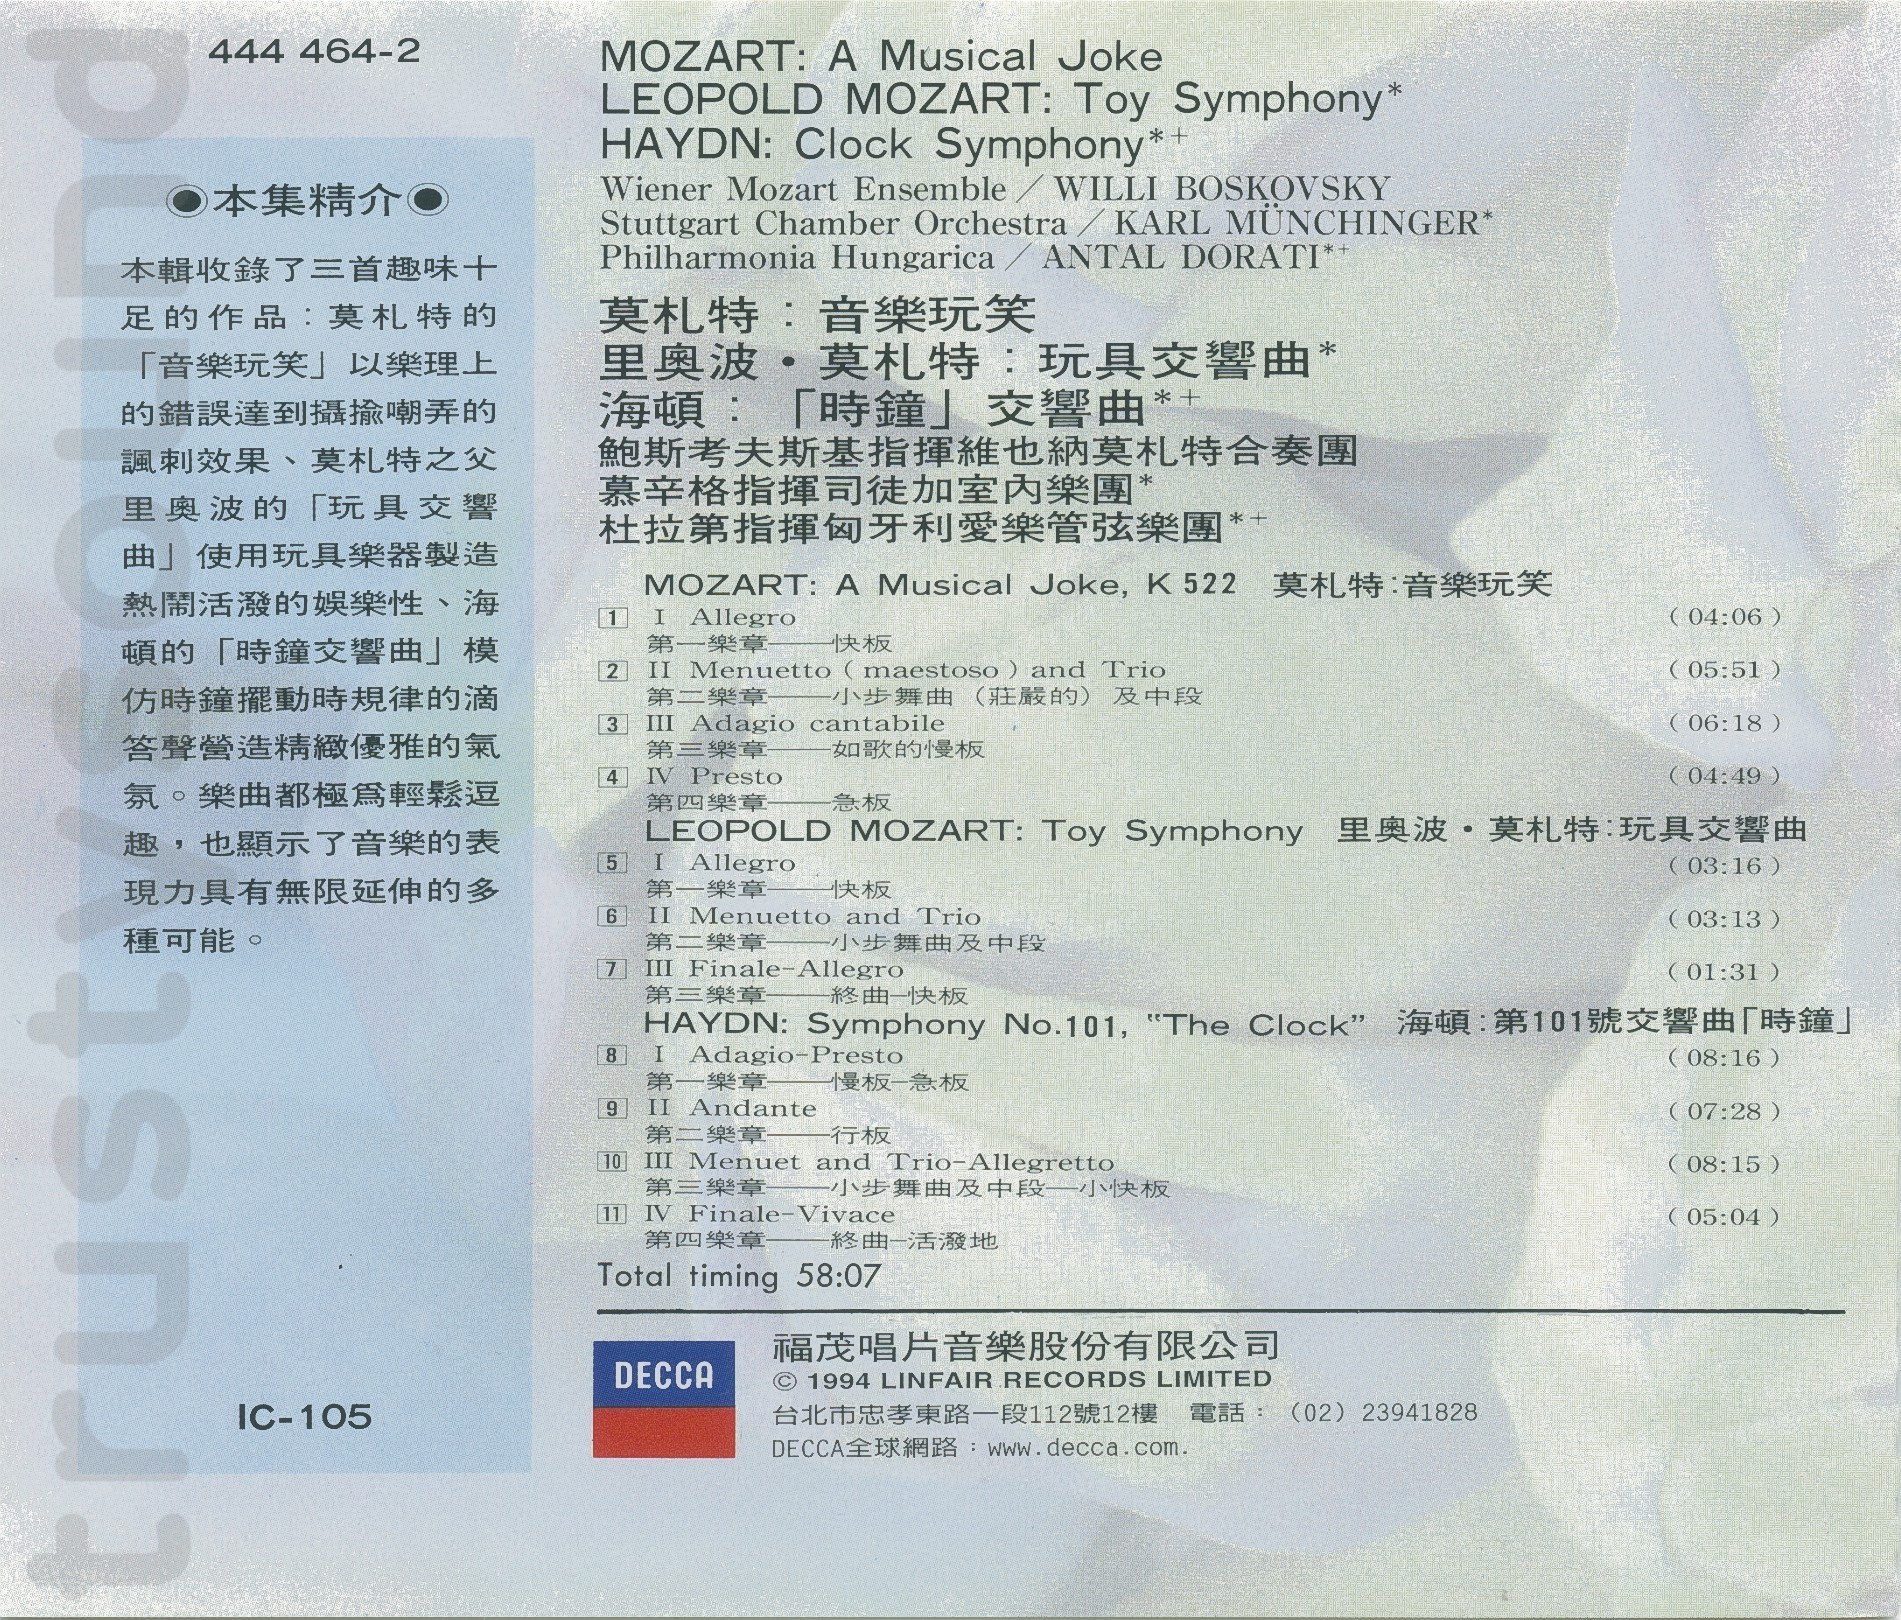 444 464-2
◉本集精介◉
本輯收錄了三首趣味十
足的作品：莫札特的
「音樂玩笑」以樂理上
的錯誤達到揶揄嘲弄的
諷刺效果、莫札特之父
里奧波的「玩具交響
曲」使用玩具樂器製造
熱鬧活潑的娛樂性、海
頓的「時鐘交響曲」模
仿時鐘擺動時規律的滴
答聲營造精緻優雅的氣
氛。樂曲都極爲輕鬆逗
趣，也顯示了音樂的表
現力具有無限延伸的多
種可能。
IC-105
trust v sound
MOZART: A Musical Joke
LEOPOLD MOZART: Toy Symphony*
HAYDN: Clock Symphony*+
Wiener Mozart Ensemble／WILLI BOSKOVSKY
Stuttgart Chamber Orchestra／KARL MÜNCHINGER*
Philharmonia Hungarica／ANTAL DORATI*+
莫札特：音樂玩笑
里奧波・莫札特：玩具交響曲*
海頓：「時鐘」交響曲*+
鮑斯考夫斯基指揮維也納莫札特合奏團
慕辛格指揮司徒加室內樂團*
杜拉第指揮匈牙利愛樂管弦樂團*+
MOZART: A Musical Joke, K 522 莫札特:音樂玩笑
1 I Allegro (04:06)
第一樂章——快板
2 II Menuetto (maestoso) and Trio (05:51)
第二樂章——小步舞曲（莊嚴的）及中段
3 III Adagio cantabile (06:18)
第三樂章——如歌的慢板
4 IV Presto (04:49)
第四樂章——急板
LEOPOLD MOZART: Toy Symphony 里奧波・莫札特:玩具交響曲
5 I Allegro (03:16)
第一樂章——快板
6 II Menuetto and Trio (03:13)
第二樂章——小步舞曲及中段
7 III Finale-Allegro (01:31)
第三樂章——終曲–快板
HAYDN: Symphony No.101, "The Clock" 海頓:第101號交響曲「時鐘」
8 I Adagio-Presto (08:16)
第一樂章——慢板–急板
9 II Andante (07:28)
第二樂章——行板
10 III Menuet and Trio-Allegretto (08:15)
第三樂章——小步舞曲及中段—小快板
11 IV Finale-Vivace (05:04)
第四樂章——終曲–活潑地
Total timing 58:07
DECCA
福茂唱片音樂股份有限公司
© 1994 LINFAIR RECORDS LIMITED
台北市忠孝東路一段112號12樓 電話：（02）23941828
DECCA全球網路：www.decca.com.